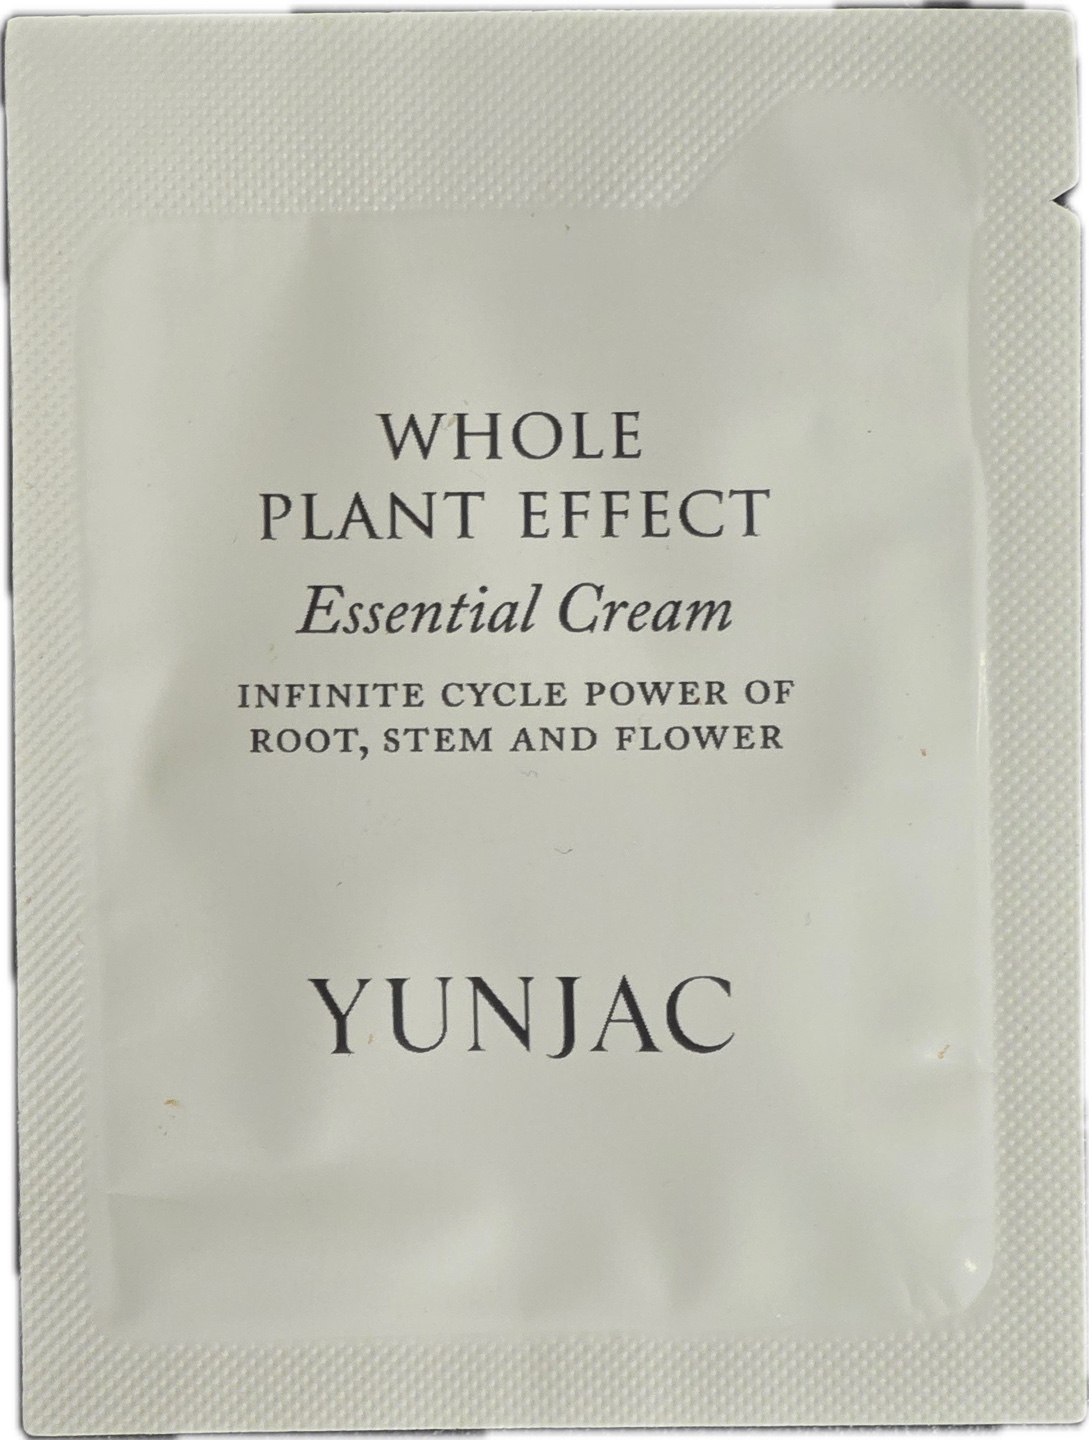 WHOLE
PLANT EFFECT
Essential Cream
INFINITE CYCLE POWER OF
ROOT, STEM AND FLOWER
YUNJAC